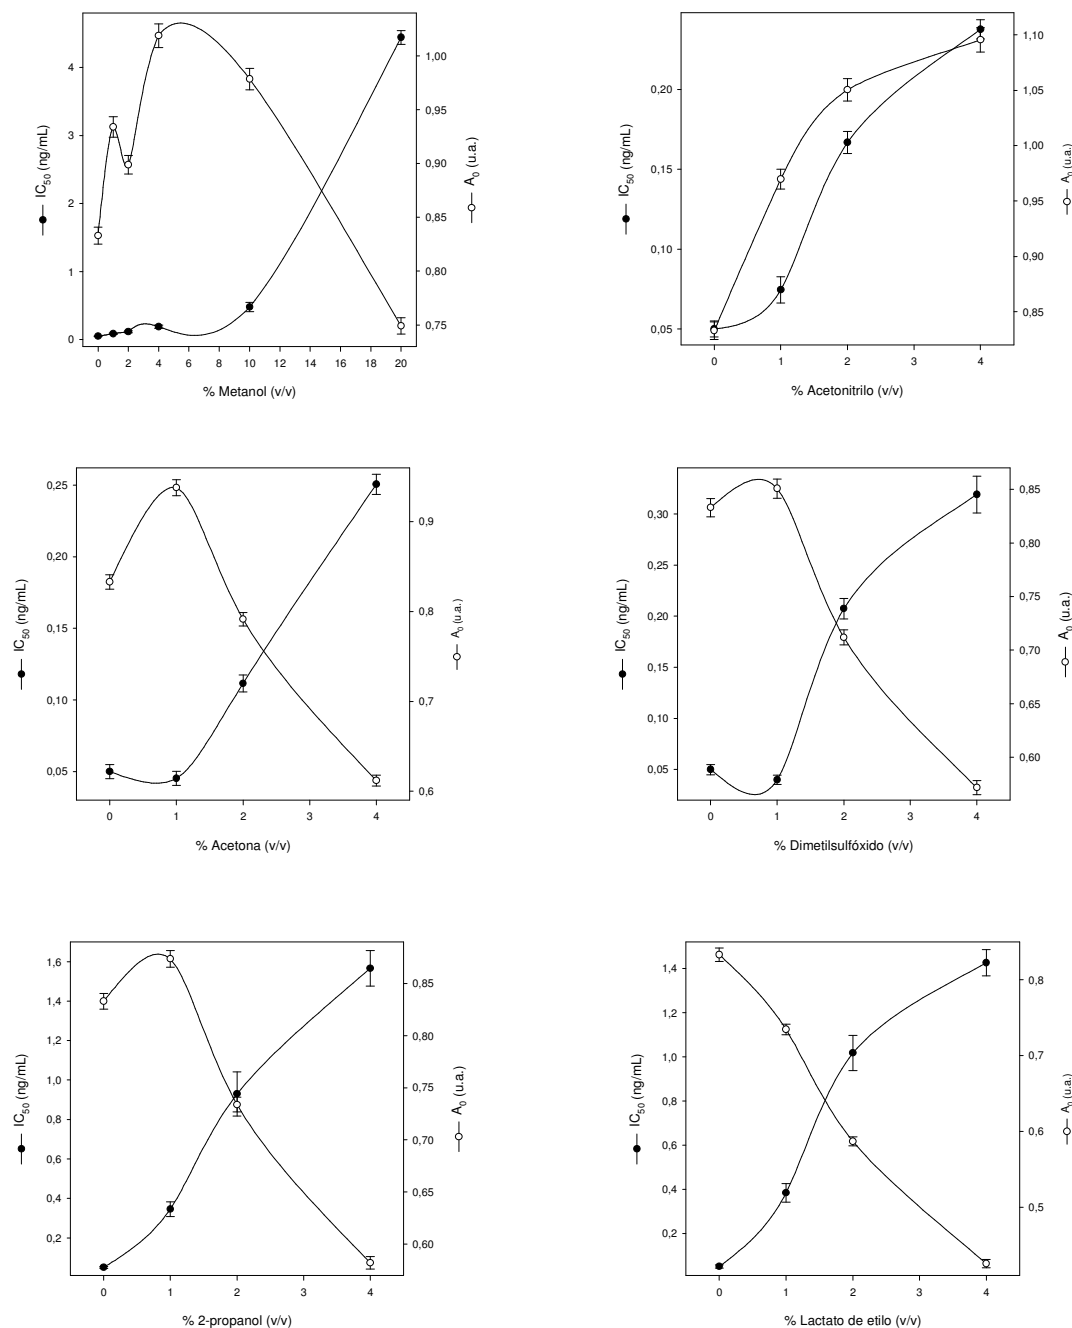 IC50 (ng/mL)
4
3
2
1
0
1,00
0,95
0,90
0,85
0,80
0,75
A0 (u.a.)
0 2 4 6 8 10 12 14 16 18 20
% Metanol (v/v)
IC50 (ng/mL)
0,20
0,15
0,10
0,05
1,10
1,05
1,00
0,95
0,90
0,85
A0 (u.a.)
0 1 2 3 4
% Acetonitrilo (v/v)
IC50 (ng/mL)
0,25
0,20
0,15
0,10
0,05
0,9
0,8
0,7
0,6
A0 (u.a.)
0 1 2 3 4
% Acetona (v/v)
IC50 (ng/mL)
0,30
0,25
0,20
0,15
0,10
0,05
0,85
0,80
0,75
0,70
0,65
0,60
A0 (u.a.)
0 1 2 3 4
% Dimetilsulfóxido (v/v)
IC50 (ng/mL)
1,6
1,4
1,2
1,0
0,8
0,6
0,4
0,2
0,85
0,80
0,75
0,70
0,65
0,60
A0 (u.a.)
0 1 2 3 4
% 2-propanol (v/v)
IC50 (ng/mL)
1,4
1,2
1,0
0,8
0,6
0,4
0,2
0,8
0,7
0,6
0,5
A0 (u.a.)
0 1 2 3 4
% Lactato de etilo (v/v)